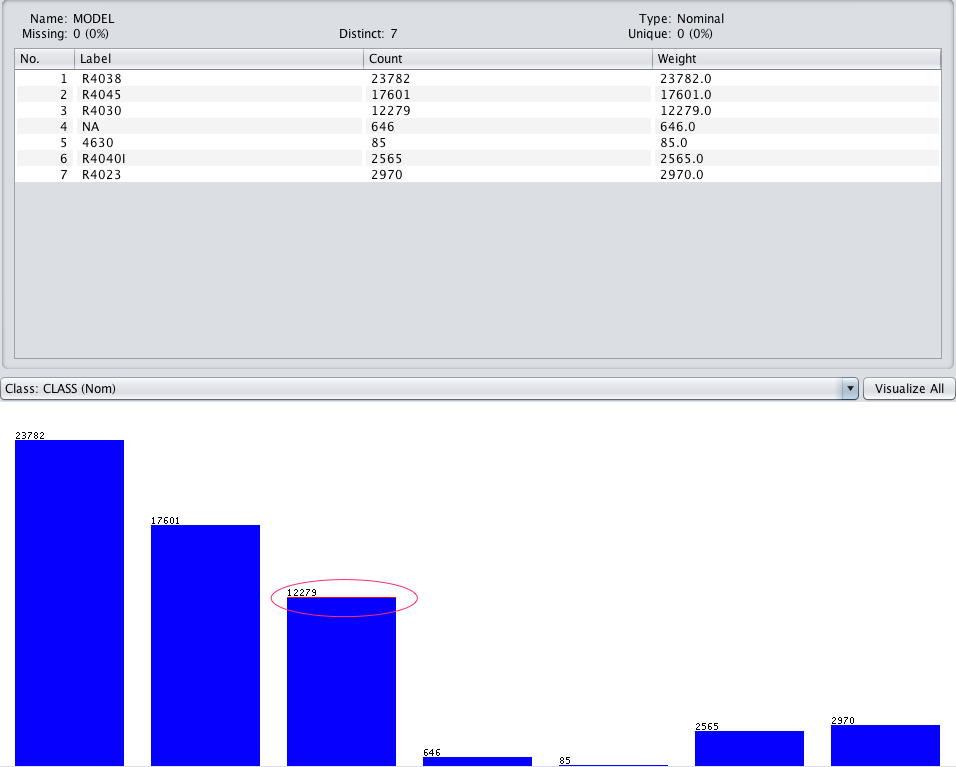 Name: MODEL Type: Nominal
Missing: 0 (0%) Distinct: 7 Unique: 0 (0%)
No. Label Count Weight
1 R4038 23782 23782.0
2 R4045 17601 17601.0
3 R4030 12279 12279.0
4 NA 646 646.0
5 4630 85 85.0
6 R4040I 2565 2565.0
7 R4023 2970 2970.0
Class: CLASS (Nom) Visualize All
23782
17601
12279
646
85
2565
2970